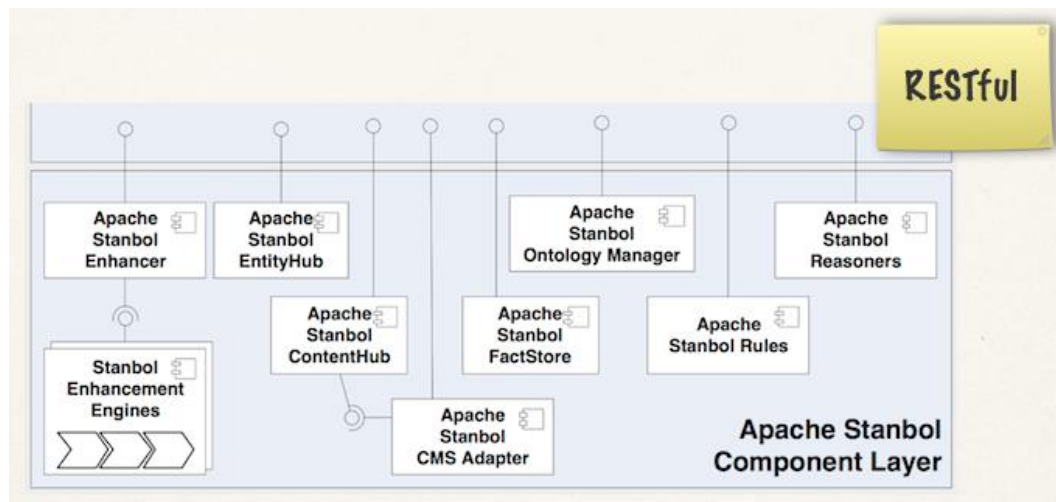 RESTful
Apache
Stanbol
Enhancer
Apache
Stanbol
EntityHub
Apache
Stanbol
Ontology Manager
Apache
Stanbol
Reasoners
Apache
Stanbol
ContentHub
Apache
Stanbol
FactStore
Apache
Stanbol Rules
Stanbol
Enhancement
Engines
Apache
Stanbol
CMS Adapter
Apache Stanbol
Component Layer